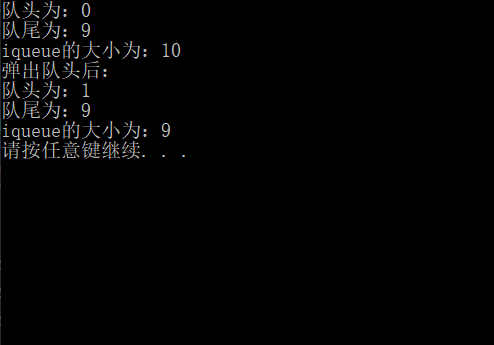 队头为：0
队尾为：9
iqueue的大小为：10
弹出队头后：
队头为：1
队尾为：9
iqueue的大小为：9
请按任意键继续. . .